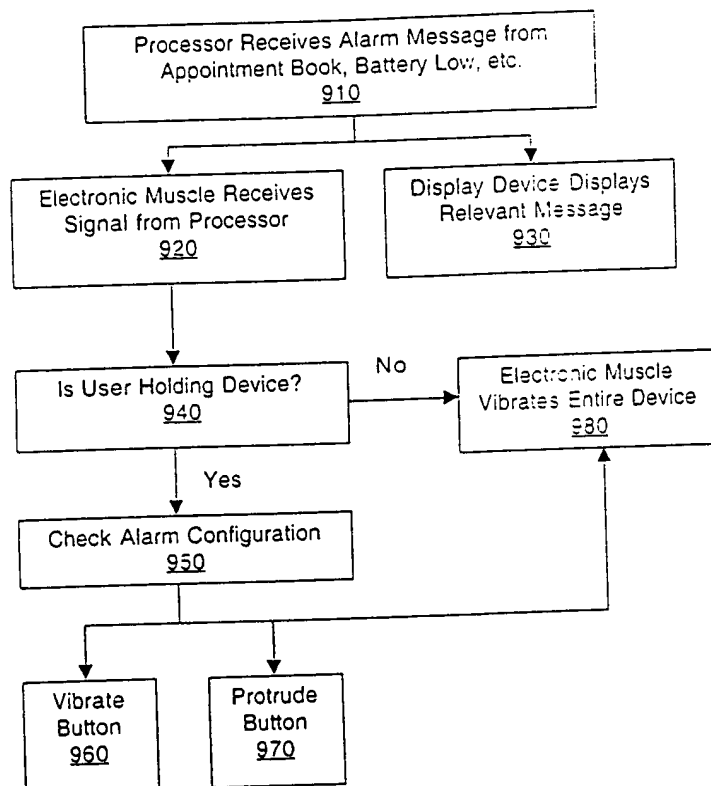 Processor Receives Alarm Message from
Appointment Book, Battery Low, etc.
910
Electronic Muscle Receives
Signal from Processor
920
Display Device Displays
Relevant Message
930
Is User Holding Device?
940
No
Electronic Muscle
Vibrates Entire Device
980
Yes
Check Alarm Configuration
950
Vibrate
Button
960
Protrude
Button
970